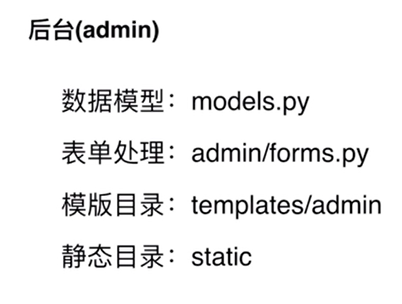 后台(admin)
数据模型：models.py
表单处理：admin/forms.py
模版目录：templates/admin
静态目录：static